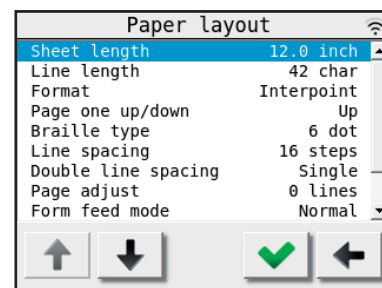 Paper layout
Sheet length 12.0 inch
Line length 42 char
Format Interpoint
Page one up/down Up
Braille type 6 dot
Line spacing 16 steps
Double line spacing Single
Page adjust 0 lines
Form feed mode Normal